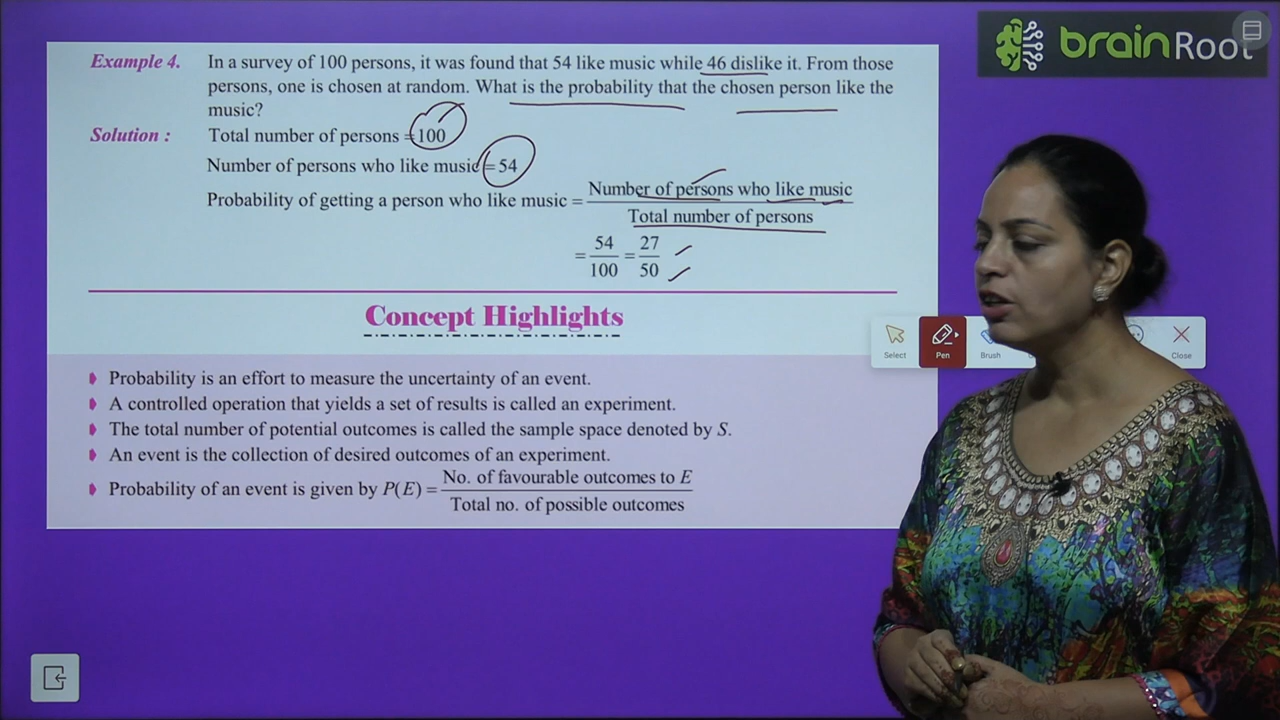 brainRoot
Example 4. In a survey of 100 persons, it was found that 54 like music while 46 dislike it. From those
persons, one is chosen at random. What is the probability that the chosen person like the
music?
Solution : Total number of persons = 100
Number of persons who like music = 54
Probability of getting a person who like music = Number of persons who like music / Total number of persons
= 54/100 = 27/50
Concept Highlights
Probability is an effort to measure the uncertainty of an event.
A controlled operation that yields a set of results is called an experiment.
The total number of potential outcomes is called the sample space denoted by S.
An event is the collection of desired outcomes of an experiment.
Probability of an event is given by P(E) = No. of favourable outcomes to E / Total no. of possible outcomes
Select Pen Brush Close